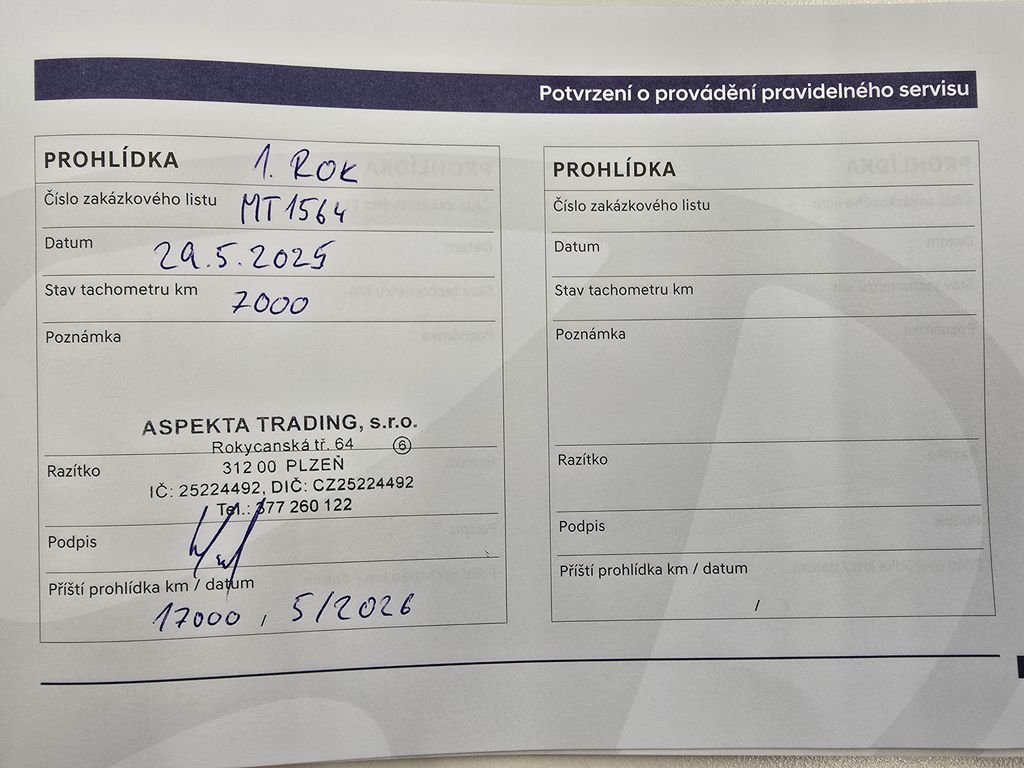 Potvrzení o provádění pravidelného servisu
PROHLÍDKA 1. ROK
Číslo zakázkového listu MT1564
Datum 29.5.2025
Stav tachometru km 7000
Poznámka
ASPEKTA TRADING, s.r.o.
Rokycanská tř. 64 6
312 00 PLZEŇ
Razítko
IČ: 25224492, DIČ: CZ25224492
Tel.: 377 260 122
Podpis
Příští prohlídka km / datum
17000 / 5/2026
PROHLÍDKA
Číslo zakázkového listu
Datum
Stav tachometru km
Poznámka
Razítko
Podpis
Příští prohlídka km / datum
/